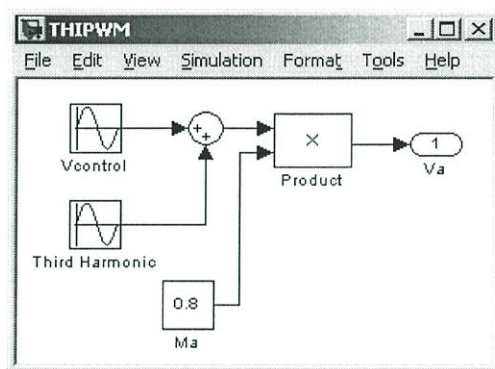 THIPWM
File Edit View Simulation Format Tools Help
Vcontrol
+
+
×
Product
1
Va
Third Harmonic
0.8
Ma